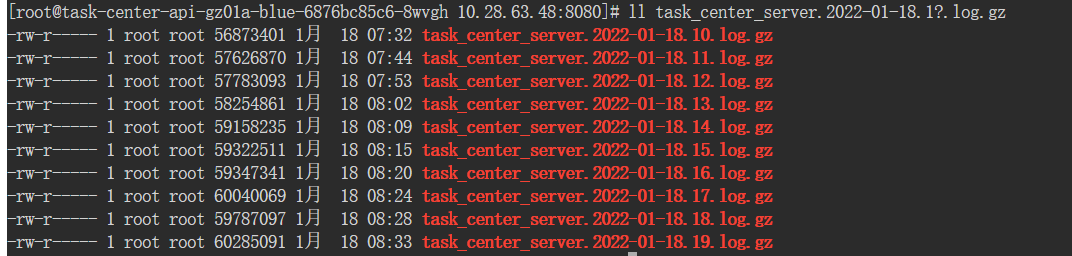 [root@task-center-api-gz01a-blue-6876bc85c6-8wvgh 10.28.63.48:8080]# ll task_center_server.2022-01-18.1?.log.gz
-rw-r----- 1 root root 56873401 1月  18 07:32 task_center_server.2022-01-18.10.log.gz
-rw-r----- 1 root root 57626870 1月  18 07:44 task_center_server.2022-01-18.11.log.gz
-rw-r----- 1 root root 57783093 1月  18 07:53 task_center_server.2022-01-18.12.log.gz
-rw-r----- 1 root root 58254861 1月  18 08:02 task_center_server.2022-01-18.13.log.gz
-rw-r----- 1 root root 59158235 1月  18 08:09 task_center_server.2022-01-18.14.log.gz
-rw-r----- 1 root root 59322511 1月  18 08:15 task_center_server.2022-01-18.15.log.gz
-rw-r----- 1 root root 59347341 1月  18 08:20 task_center_server.2022-01-18.16.log.gz
-rw-r----- 1 root root 60040069 1月  18 08:24 task_center_server.2022-01-18.17.log.gz
-rw-r----- 1 root root 59787097 1月  18 08:28 task_center_server.2022-01-18.18.log.gz
-rw-r----- 1 root root 60285091 1月  18 08:33 task_center_server.2022-01-18.19.log.gz